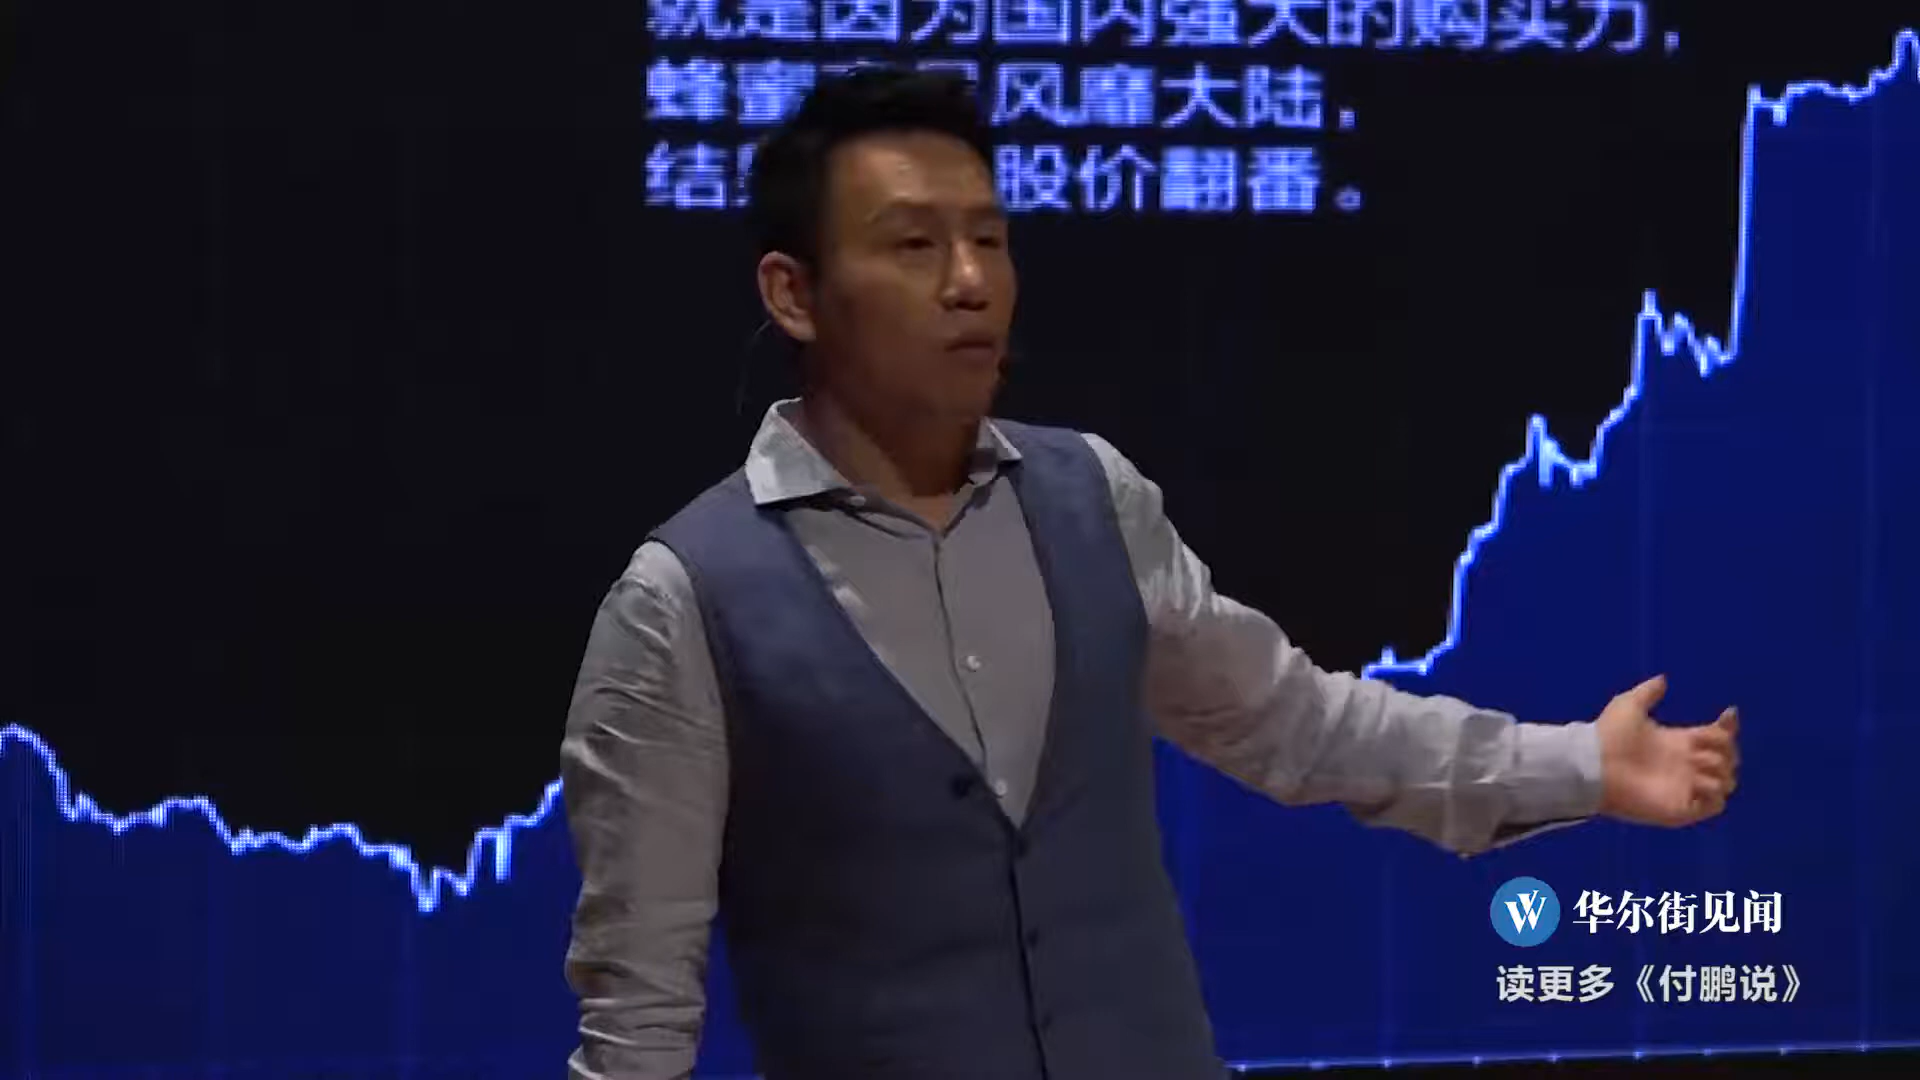 就是因为国内强大的购买力，
蜂蜜 风靡大陆，
结 股价翻番。
华尔街见闻
读更多《付鹏说》